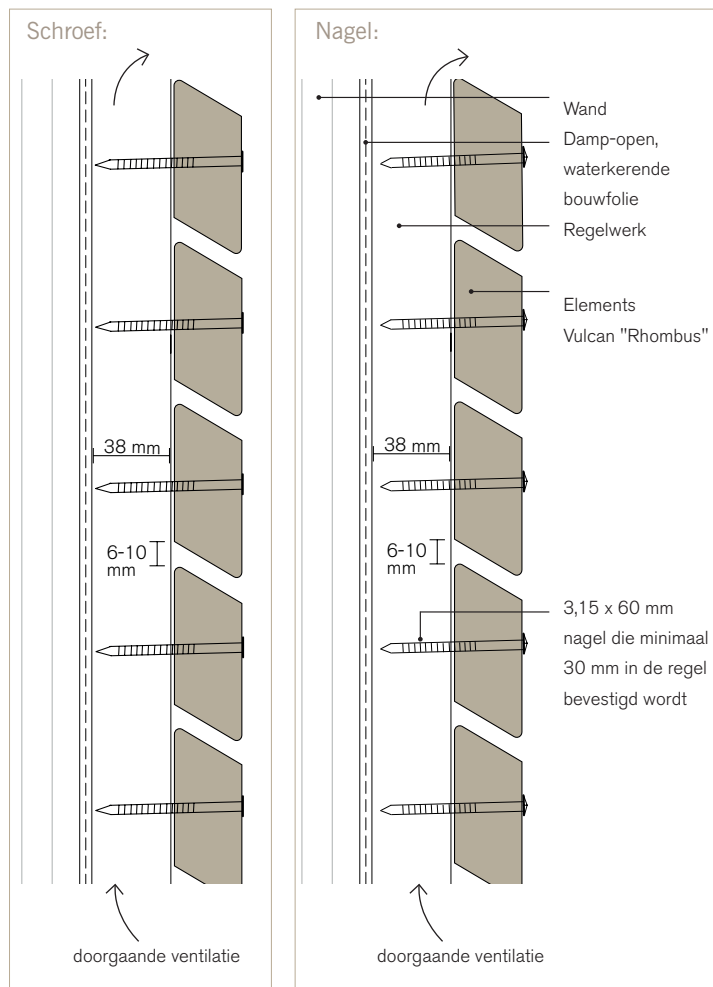 Schroef:
38 mm
6-10
mm
doorgaande ventilatie
Nagel:
Wand
Damp-open,
waterkerende
bouwfolie
Regelwerk
Elements
Vulcan "Rhombus"
38 mm
6-10
mm
3,15 x 60 mm
nagel die minimaal
30 mm in de regel
bevestigd wordt
doorgaande ventilatie